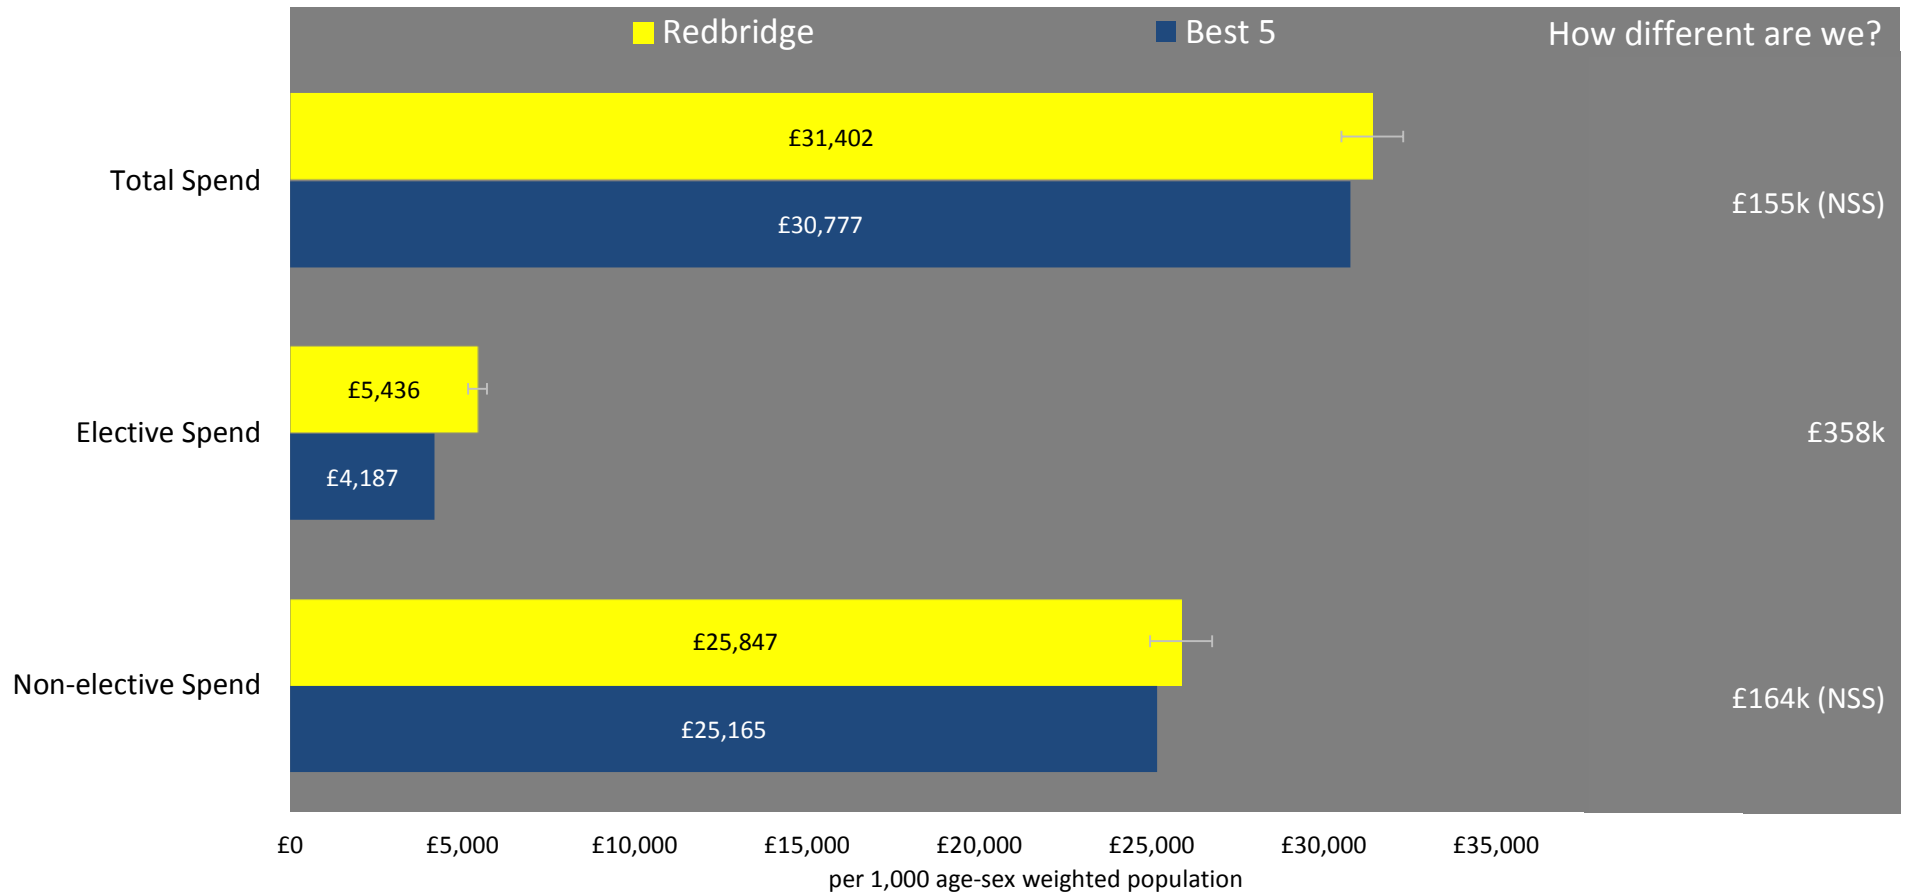 Redbridge Best 5 How different are we?
£31,402
Total Spend
£30,777
£155k (NSS)
£5,436
Elective Spend
£358k
£4,187
£25,847
Non-elective Spend
£164k (NSS)
£25,165
£0 £5,000 £10,000 £15,000 £20,000 £25,000 £30,000 £35,000
per 1,000 age-sex weighted population